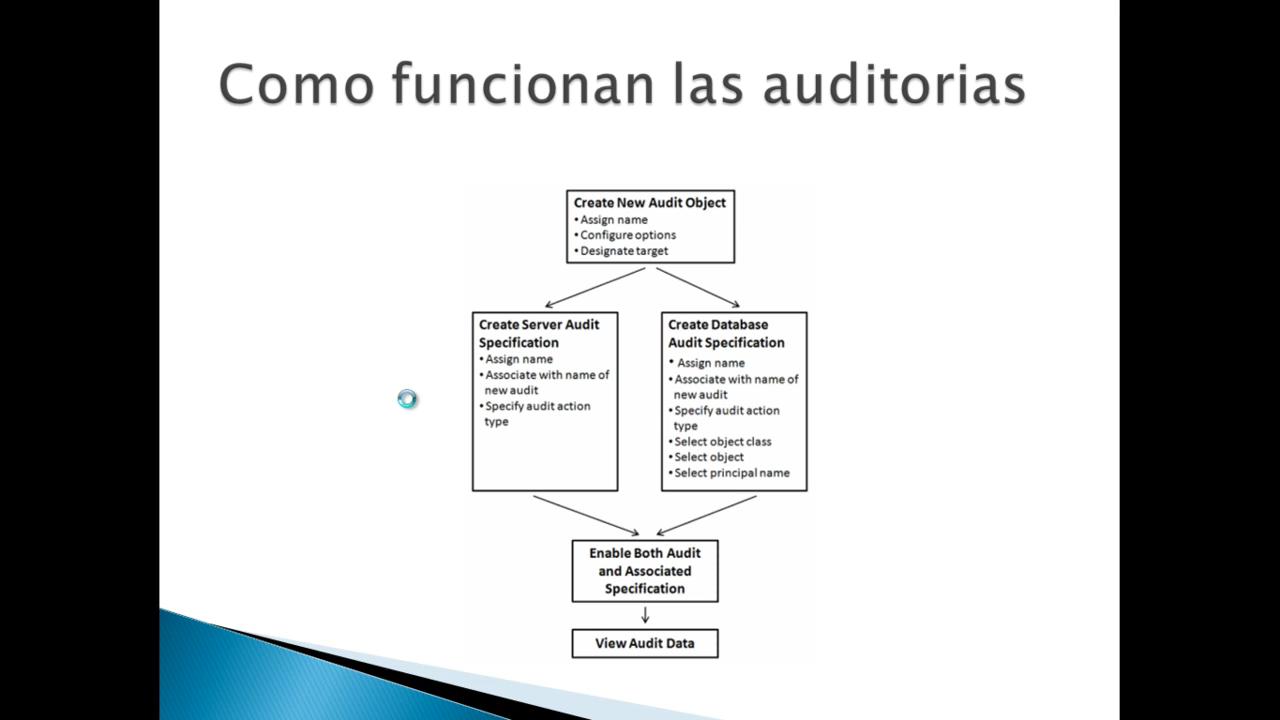 Como funcionan las auditorias
Create New Audit Object
• Assign name
• Configure options
• Designate target
Create Server Audit
Specification
• Assign name
• Associate with name of
new audit
• Specify audit action
type
Create Database
Audit Specification
• Assign name
• Associate with name of
new audit
• Specify audit action
type
• Select object class
• Select object
• Select principal name
Enable Both Audit
and Associated
Specification
View Audit Data